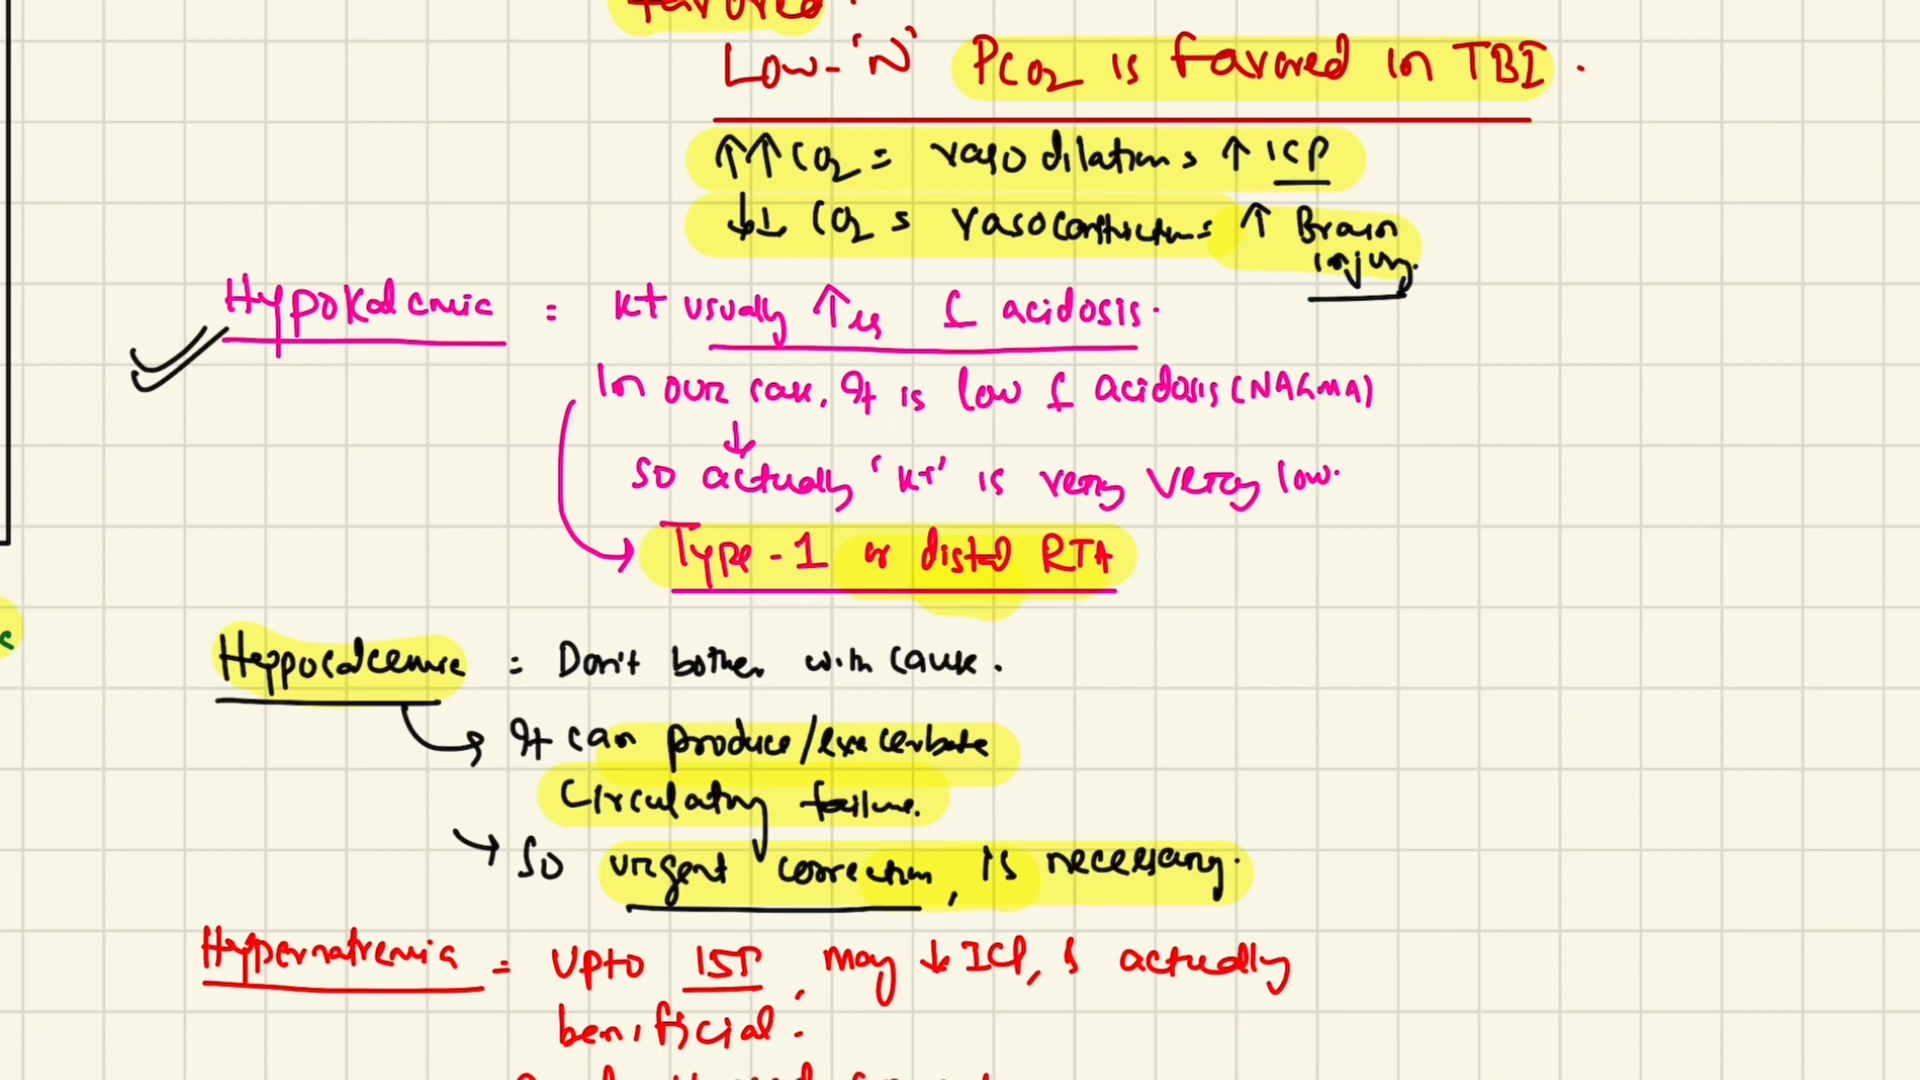 favored.
Low-'N' PCO2 is favored in TBI.
↑↑ CO2 = vasodilation = ↑ ICP
↓↓ CO2 = vasoconstriction = ↑ Brain
injury.
Hypokalemia = K+ usually ↑es c acidosis.
In our case, It is low c acidosis (NAGMA)
↓
So actually 'K+' is very very low.
→ Type-1 or distal RTA
Hyppocalcemia = Don't bother with cause.
→ It can produce/exacerbate
Circulatory failure.
→ So urgent correction, is necessary.
Hypernatremia = Upto 155 may ↓ ICP, & actually
benificial.